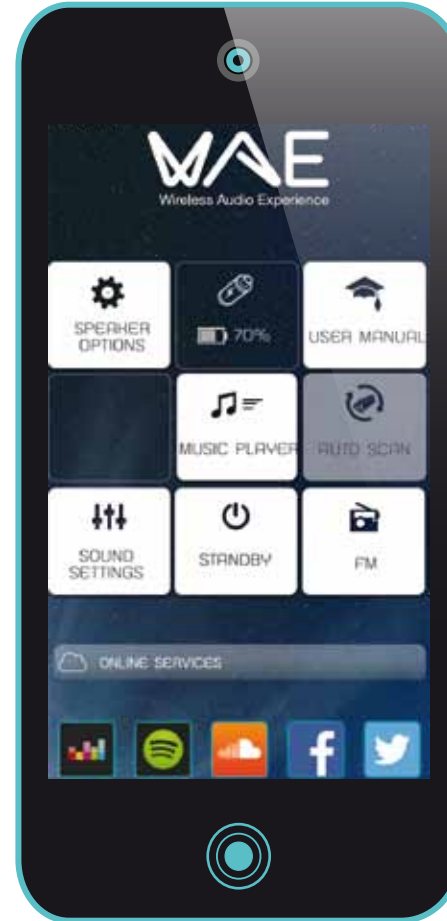 WAE
Wireless Audio Experience
SPEAKER
OPTIONS
70%
USER MANUAL
MUSIC PLAYER
AUTO SCAN
SOUND
SETTINGS
STANDBY
FM
ONLINE SERVICES